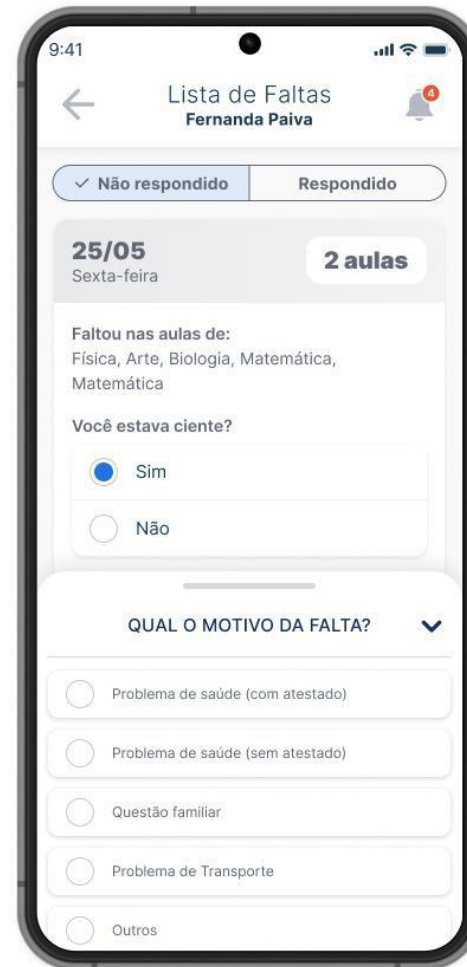 9:41
Lista de Faltas
4
Fernanda Paiva
Não respondido
Respondido
25/05
Sexta-feira
2 aulas
Faltou nas aulas de:
Física, Arte, Biologia, Matemática,
Matemática
Você estava ciente?
Sim
Não
QUAL O MOTIVO DA FALTA?
Problema de saúde (com atestado)
Problema de saúde (sem atestado)
Questão familiar
Problema de Transporte
Outros